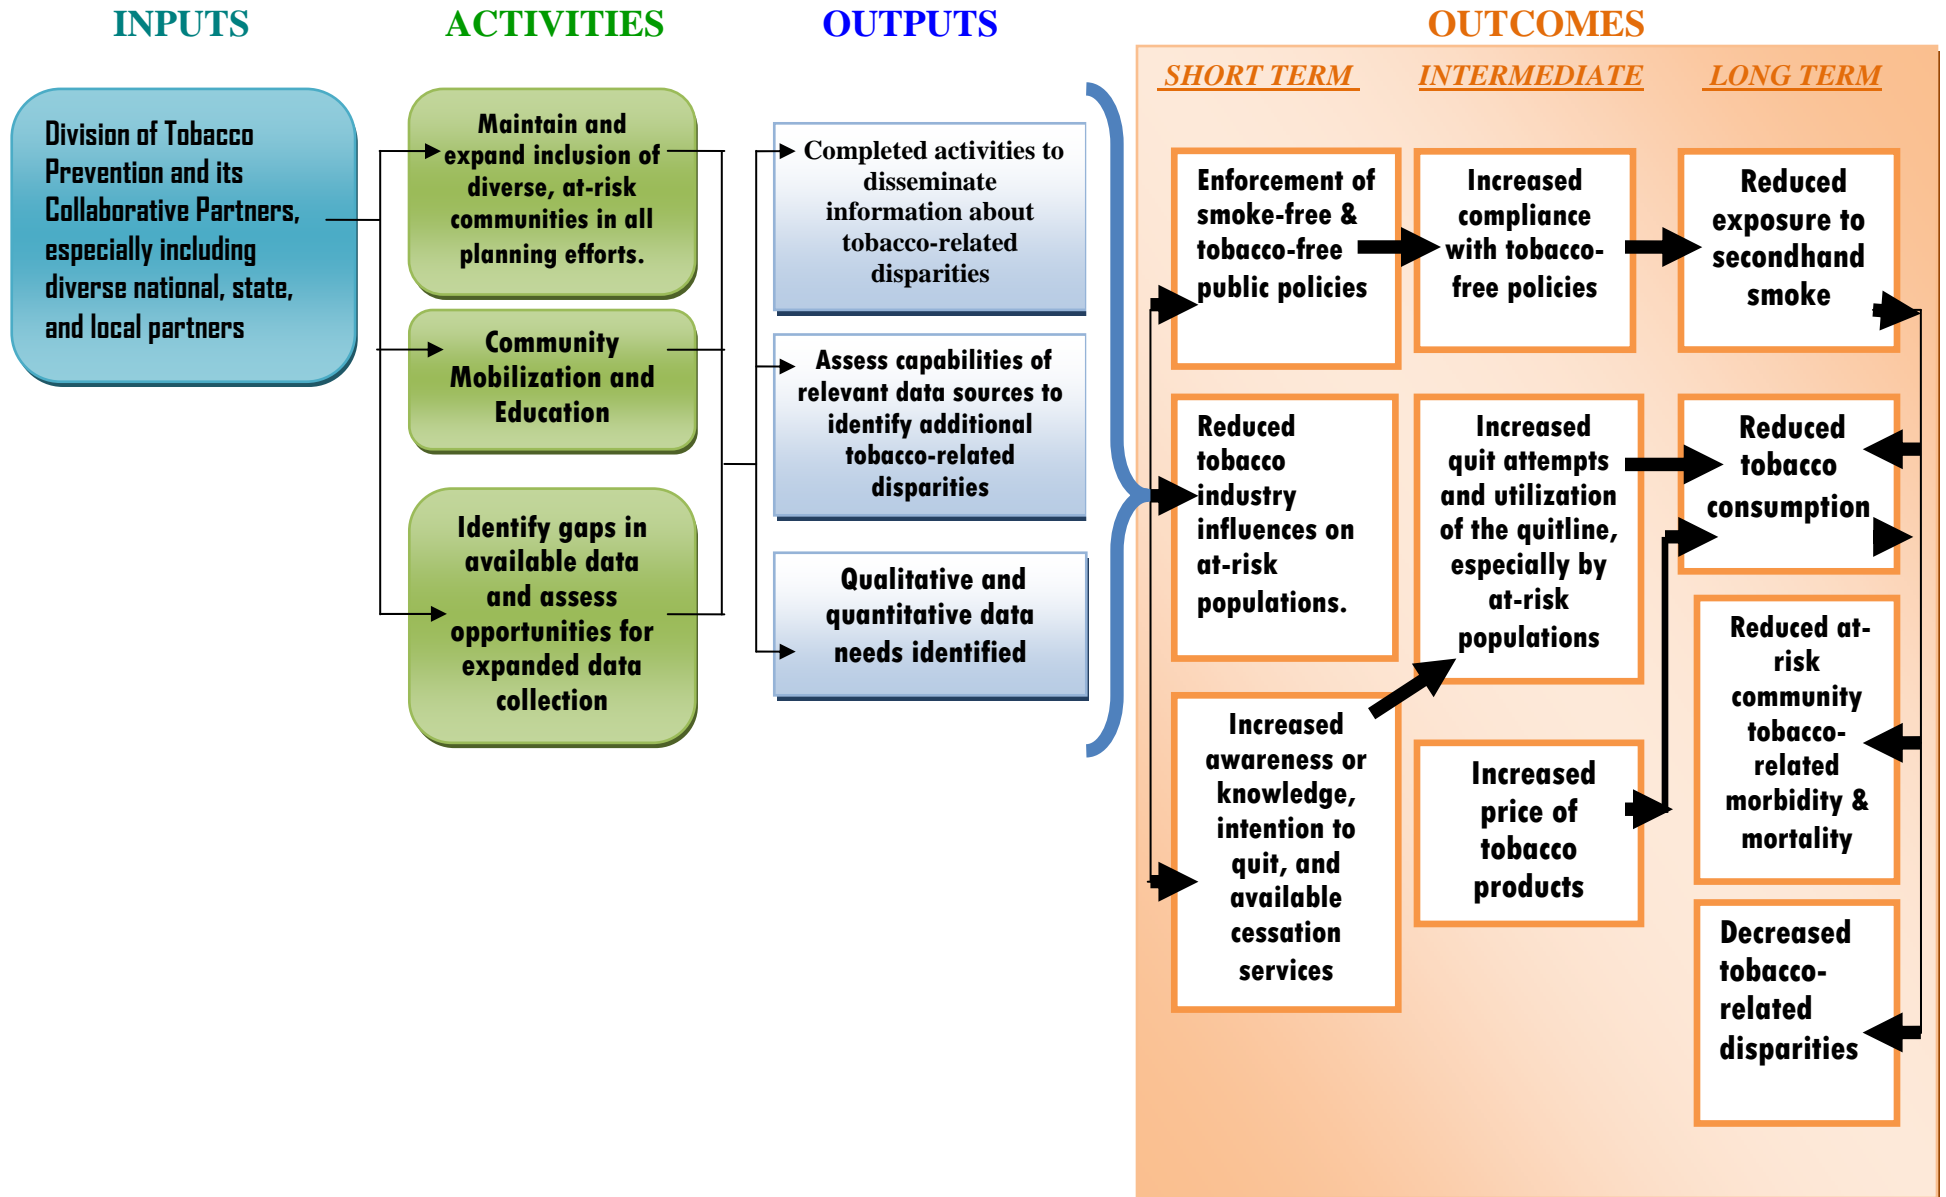 INPUTS
ACTIVITIES
OUTPUTS
OUTCOMES
SHORT TERM
INTERMEDIATE
LONG TERM
Division of Tobacco
Prevention and its
Collaborative Partners,
especially including
diverse national, state,
and local partners
Maintain and
expand inclusion of
diverse, at-risk
communities in all
planning efforts.
Community
Mobilization and
Education
Identify gaps in
available data
and assess
opportunities for
expanded data
collection
Completed activities to
disseminate
information about
tobacco-related
disparities
Assess capabilities of
relevant data sources to
identify additional
tobacco-related
disparities
Qualitative and
quantitative data
needs identified
Enforcement of
smoke-free &
tobacco-free
public policies
Reduced
tobacco
industry
influences on
at-risk
populations.
Increased
awareness or
knowledge,
intention to
quit, and
available
cessation
services
Increased
compliance
with tobacco-
free policies
Increased
quit attempts
and utilization
of the quitline,
especially by
at-risk
populations
Increased
price of
tobacco
products
Reduced
exposure to
secondhand
smoke
Reduced
tobacco
consumption
Reduced at-
risk
community
tobacco-
related
morbidity &
mortality
Decreased
tobacco-
related
disparities